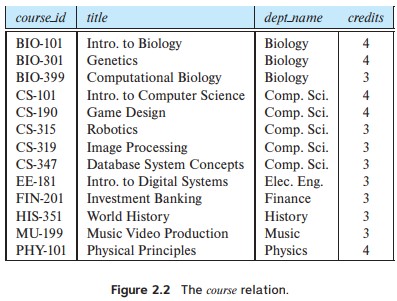 course_id title dept_name credits
BIO-101 Intro. to Biology Biology 4
BIO-301 Genetics Biology 4
BIO-399 Computational Biology Biology 3
CS-101 Intro. to Computer Science Comp. Sci. 4
CS-190 Game Design Comp. Sci. 4
CS-315 Robotics Comp. Sci. 3
CS-319 Image Processing Comp. Sci. 3
CS-347 Database System Concepts Comp. Sci. 3
EE-181 Intro. to Digital Systems Elec. Eng. 3
FIN-201 Investment Banking Finance 3
HIS-351 World History History 3
MU-199 Music Video Production Music 3
PHY-101 Physical Principles Physics 4
Figure 2.2 The course relation.